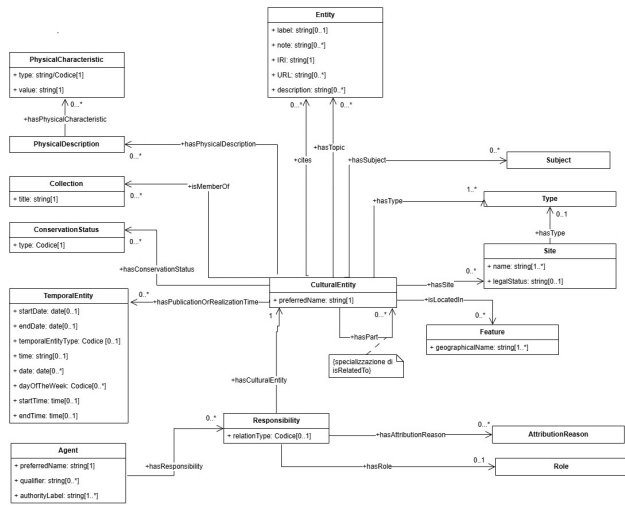 Entity
+ label: string[0..1]
+ note: string[0..*]
+ IRI: string[1]
+ URL: string[0..*]
+ description: string[0..*]
PhysicalCharacteristic
+ type: string/Codice[1]
+ value: string[1]
0...*
+hasPhysicalCharacteristic
PhysicalDescription
0..*
+hasPhysicalDescription
0...*
0...*
+cites
+hasTopic
+hasSubject
0..*
Subject
Collection
+ title: string[1]
0...*
+isMemberOf
+hasType
1..*
Type
0..1
+hasType
ConservationStatus
+ type: Codice[1]
0...*
+hasConservationStatus
Site
+ name: string[1..*]
+ legalStatus: string[0..1]
CulturalEntity
+ preferredName: string[1]
+hasSite
0..*
+isLocatedIn
0...*
Feature
+ geographicalName: string[1..*]
TemporalEntity
+ startDate: date[0..1]
+ endDate: date[0..1]
+ temporalEntityType: Codice [0..1]
+ time: string[0..1]
+ date: date[0..*]
+ dayOfTheWeek: Codice[0..*]
+ startTime: time[0..1]
+ endTime: time[0..1]
0..*
+hasPublicationOrRealizationTime
1
0...*
+hasPart
{specializzazione di
isRelatedTo}
+hasCulturalEntity
0...*
Responsibility
+ relationType: Codice[0..1]
+hasAttributionReason
0...*
AttributionReason
+hasRole
0..1
Role
Agent
+ preferredName: string[1]
+ qualifier: string[0..*]
+ authorityLabel: string[1..*]
+hasResponsibility